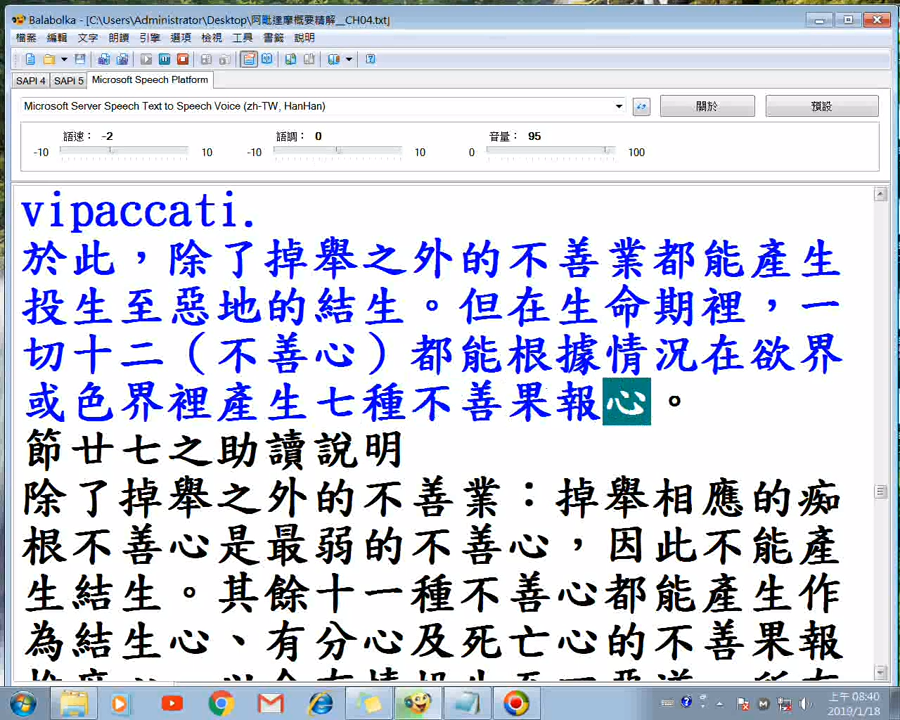 Balabolka - [C:\Users\Administrator\Desktop\阿毗達摩概要精解__CH04.txt]
檔案 編輯 文字 朗讀 引擎 選項 檢視 工具 書籤 說明
SAPI 4 SAPI 5 Microsoft Speech Platform
Microsoft Server Speech Text to Speech Voice (zh-TW, HanHan) 關於 預設
語速： -2 語調： 0 音量： 95
-10 10 -10 10 0 100
vipaccati.
於此，除了掉舉之外的不善業都能產生
投生至惡地的結生。但在生命期裡，一
切十二（不善心）都能根據情況在欲界
或色界裡產生七種不善果報心。
節廿七之助讀說明
除了掉舉之外的不善業：掉舉相應的痴
根不善心是最弱的不善心，因此不能產
生結生。其餘十一種不善心都能產生作
為結生心、有分心及死亡心的不善果報
上午 08:40
2019/1/18